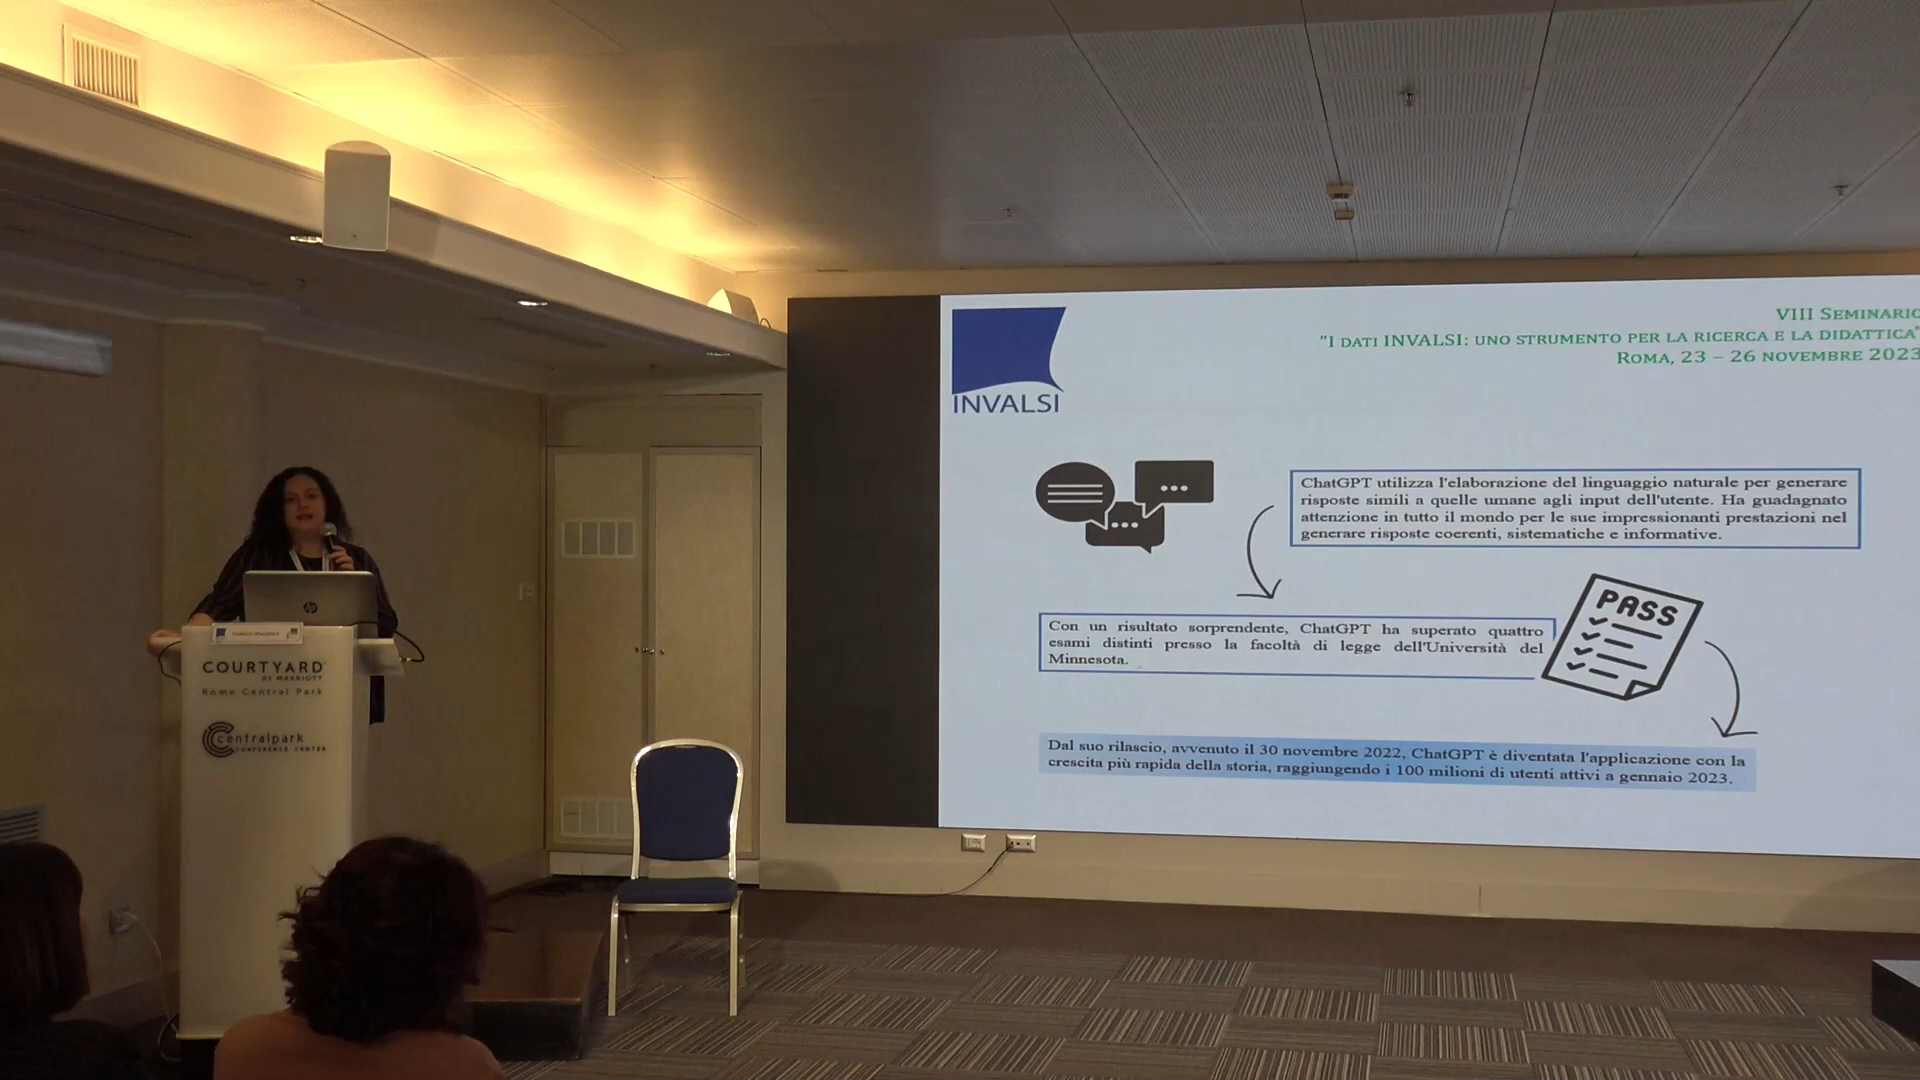 VIII Seminario
"I dati INVALSI: uno strumento per la ricerca e la didattica"
Roma, 23 – 26 novembre 2023
INVALSI
ChatGPT utilizza l'elaborazione del linguaggio naturale per generare
risposte simili a quelle umane agli input dell'utente. Ha guadagnato
attenzione in tutto il mondo per le sue impressionanti prestazioni nel
generare risposte coerenti, sistematiche e informative.
PASS
Con un risultato sorprendente, ChatGPT ha superato quattro
esami distinti presso la facoltà di legge dell'Università del
Minnesota.
Dal suo rilascio, avvenuto il 30 novembre 2022, ChatGPT è diventata l'applicazione con la
crescita più rapida della storia, raggiungendo i 100 milioni di utenti attivi a gennaio 2023.
hp
COURTYARD
BY MARRIOTT
Rome Central Park
centralpark
CONFERENCE CENTER